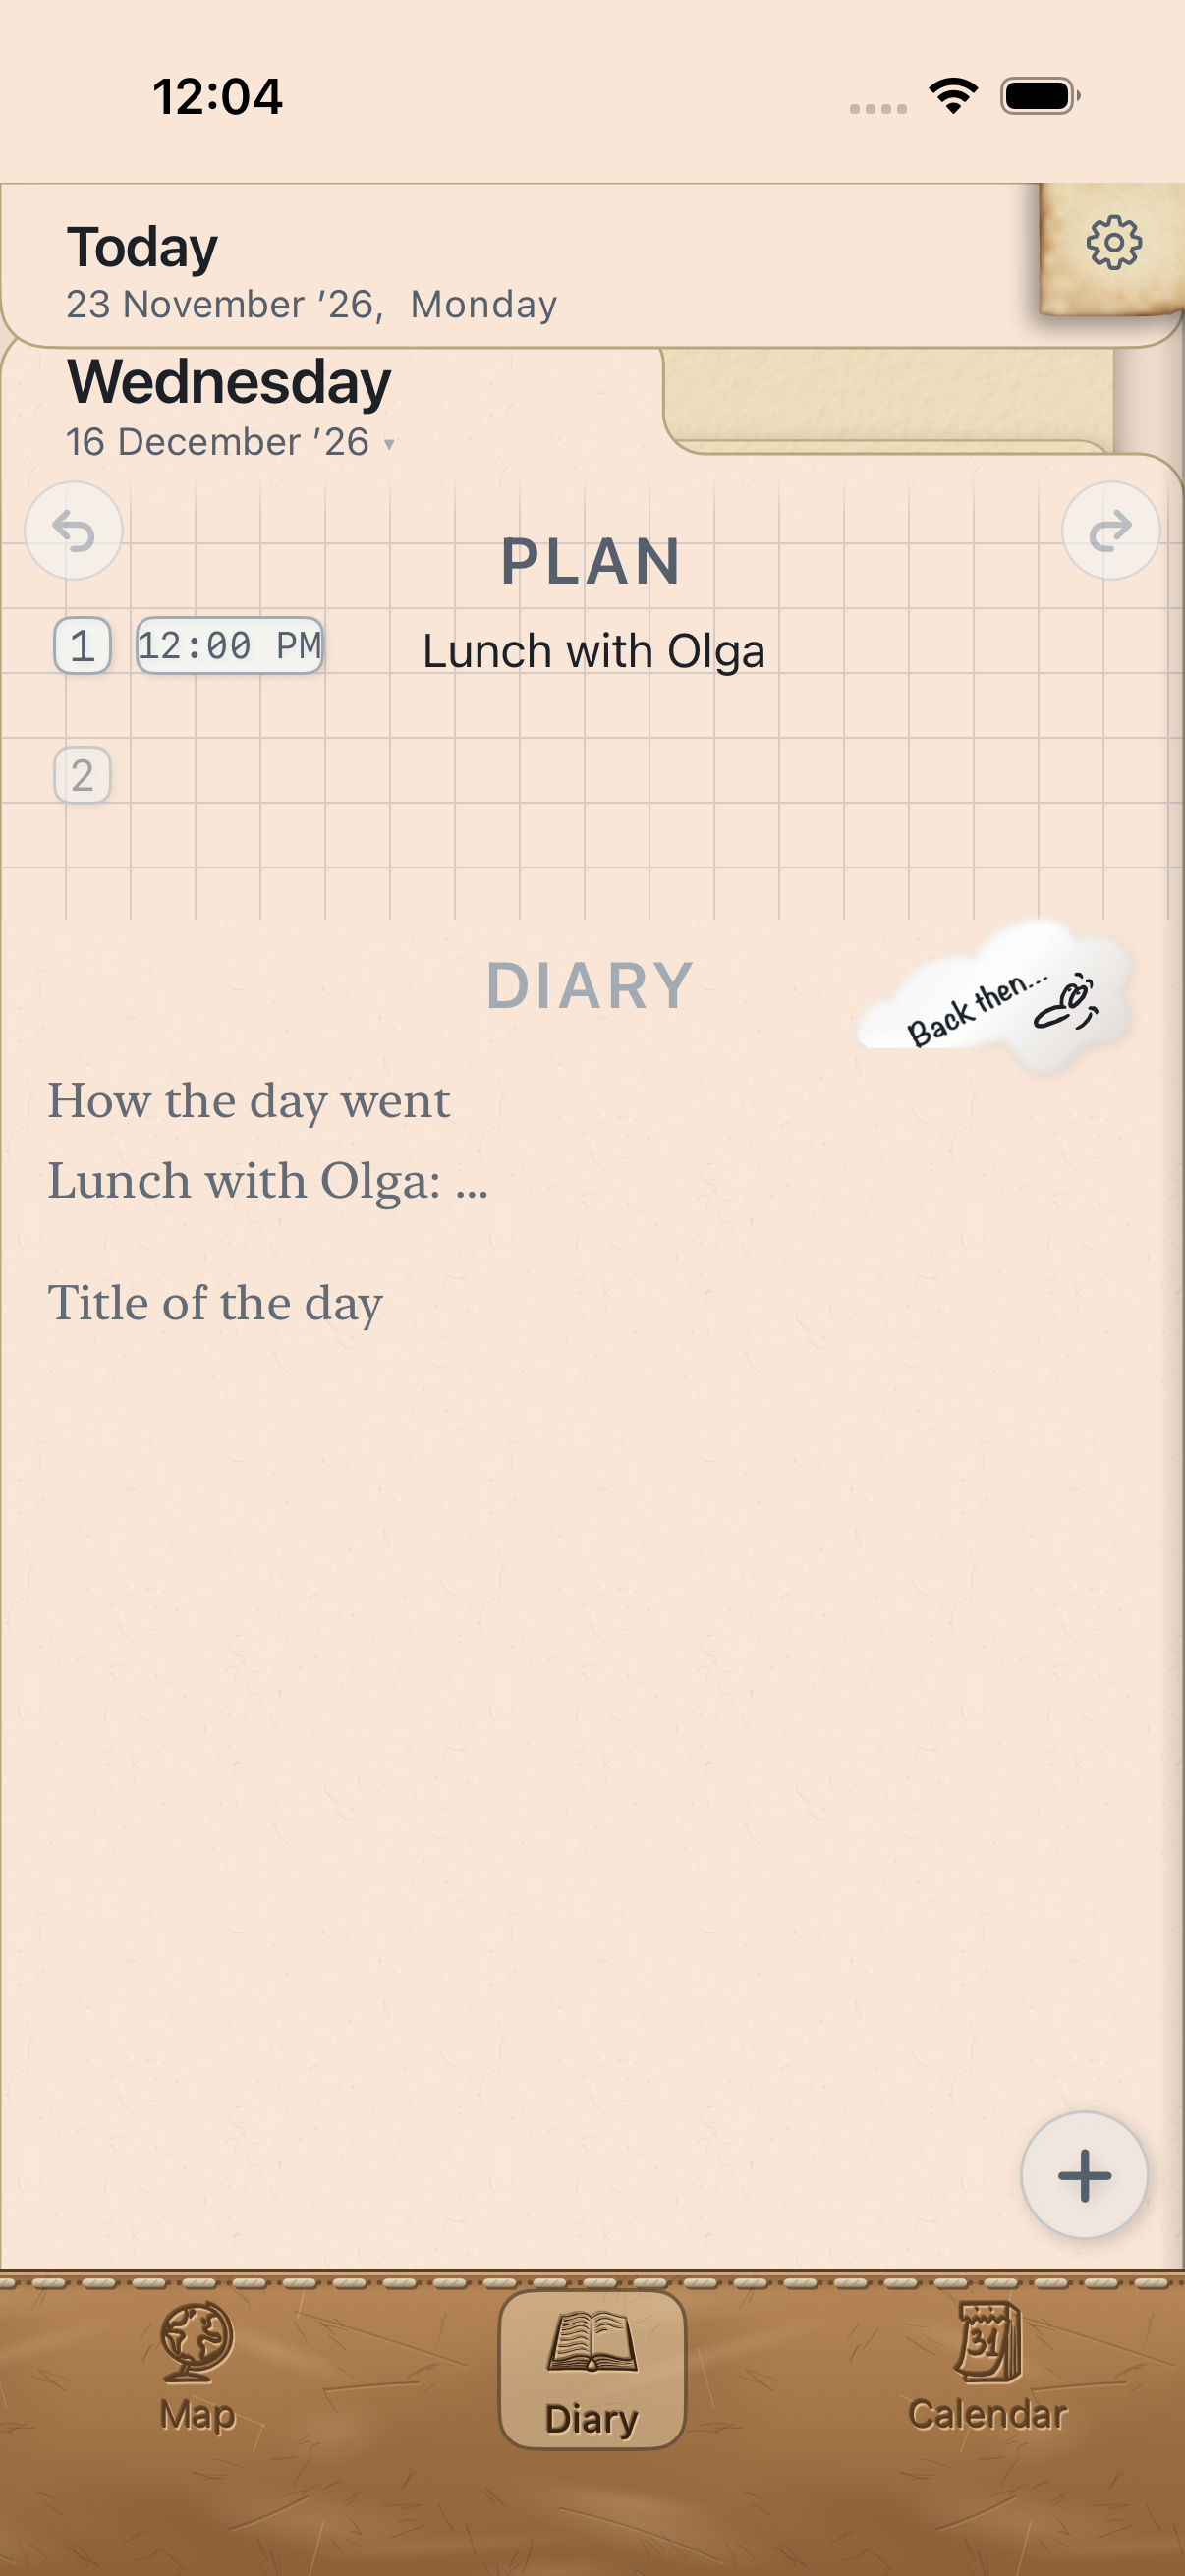 12:04
Today
23 November ’26, Monday
Wednesday
16 December ’26 ▾
PLAN
1 12:00 PM Lunch with Olga
2
DIARY
Back then...
How the day went
Lunch with Olga: ...
Title of the day
31
Map Diary Calendar